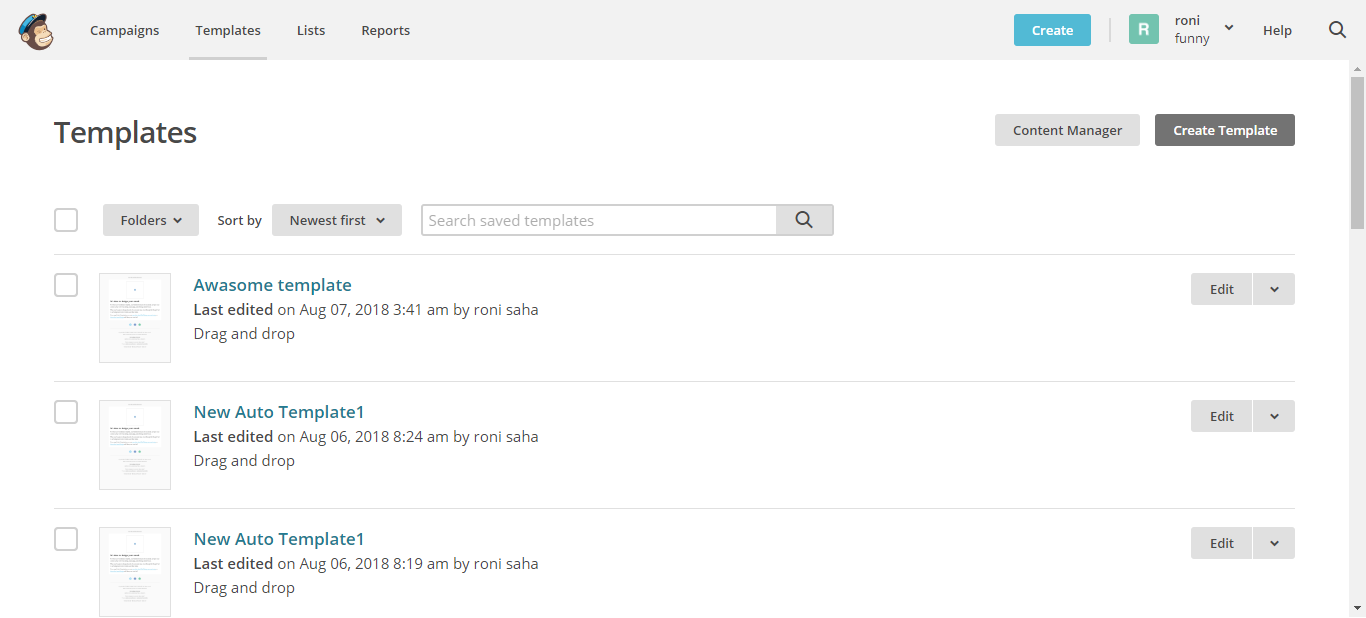 Campaigns
Templates
Lists
Reports
Create
R
roni
funny
Help
Templates
Content Manager
Create Template
Folders
Sort by
Newest first
Search saved templates
Awasome template
Last edited on Aug 07, 2018 3:41 am by roni saha
Drag and drop
Edit
New Auto Template1
Last edited on Aug 06, 2018 8:24 am by roni saha
Drag and drop
Edit
New Auto Template1
Last edited on Aug 06, 2018 8:19 am by roni saha
Drag and drop
Edit